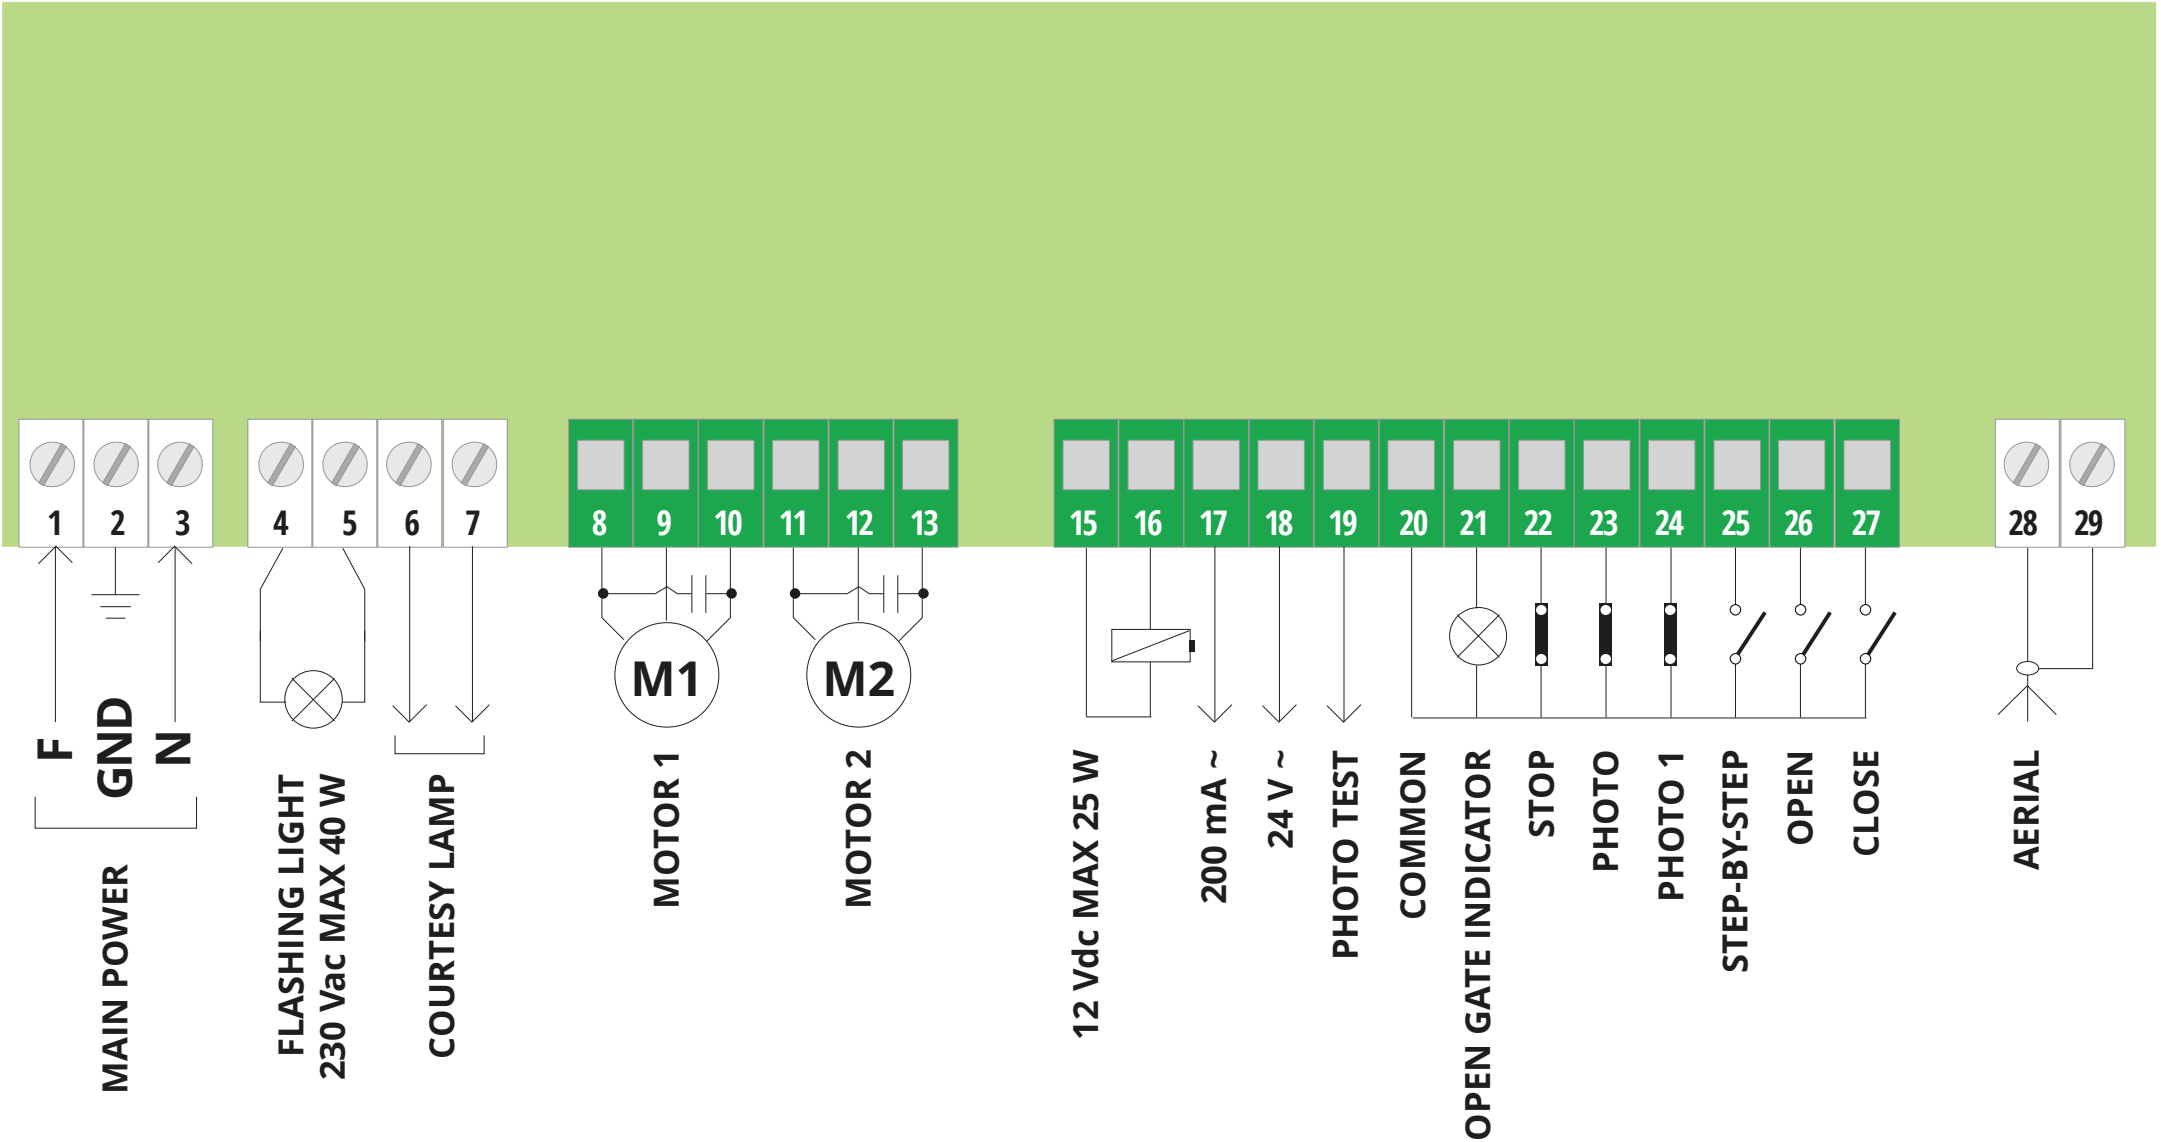 1 2 3 4 5 6 7 8 9 10 11 12 13 15 16 17 18 19 20 21 22 23 24 25 26 27 28 29
F
GND
N
MAIN POWER
FLASHING LIGHT
230 Vac MAX 40 W
COURTESY LAMP
M1
MOTOR 1
M2
MOTOR 2
12 Vdc MAX 25 W
200 mA ~
24 V ~
PHOTO TEST
COMMON
OPEN GATE INDICATOR
STOP
PHOTO
PHOTO 1
STEP-BY-STEP
OPEN
CLOSE
AERIAL